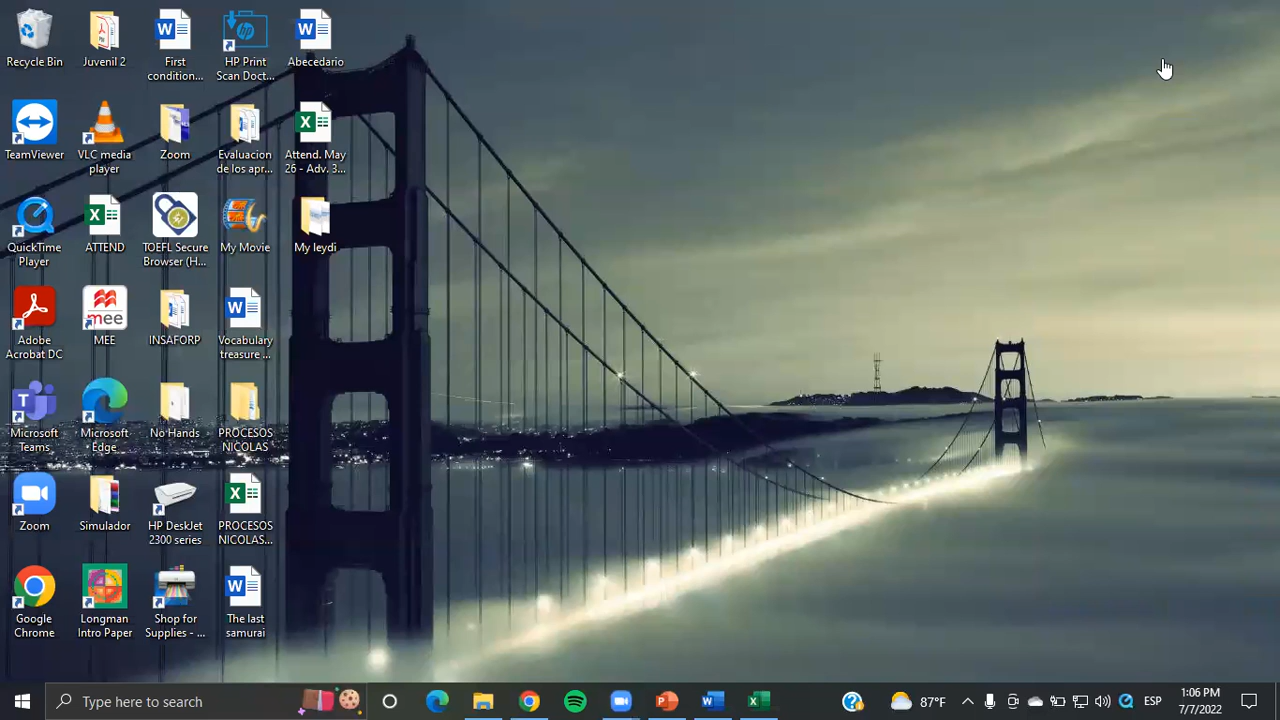 Recycle Bin
Juvenil 2
First
condition...
HP Print
Scan Doct...
Abecedario
TeamViewer
VLC media
player
Zoom
Evaluacion
de los apr...
Attend. May
26 - Adv. 3...
QuickTime
Player
ATTEND
TOEFL Secure
Browser (H...
My Movie
My leydi
Adobe
Acrobat DC
mee
MEE
INSAFORP
Vocabulary
treasure ...
Microsoft
Teams
Microsoft
Edge
No Hands
PROCESOS
NICOLAS
Zoom
Simulador
HP DeskJet
2300 series
PROCESOS
NICOLAS...
Google
Chrome
Longman
Intro Paper
Shop for
Supplies - ...
The last
samurai
Type here to search
87°F
ESP
1:06 PM
7/7/2022